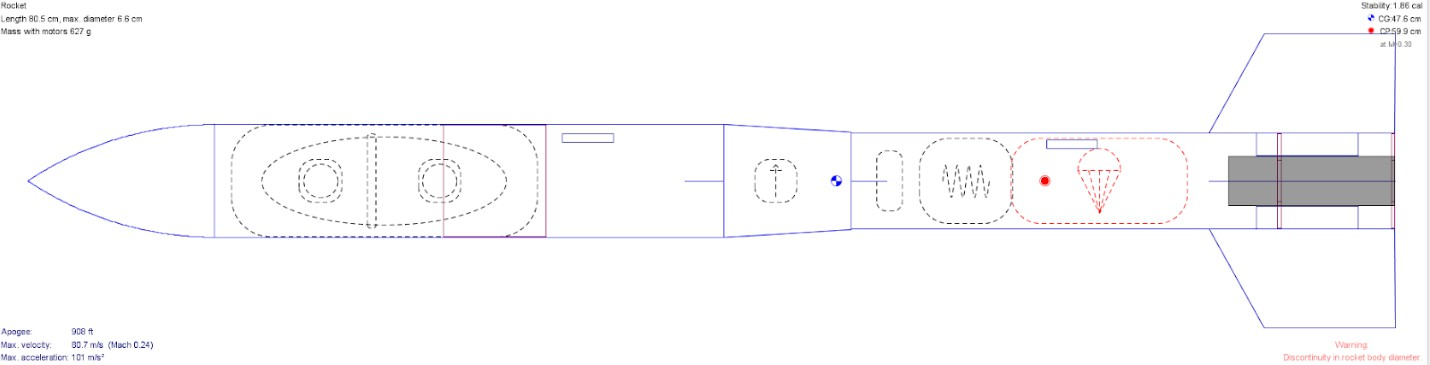 Rocket
Length 80.5 cm, max. diameter 6.6 cm
Mass with motors 627 g
Stability: 1.86 cal
CG:47.6 cm
CP:59.9 cm
at M=0.30
Apogee: 908 ft
Max. velocity: 80.7 m/s (Mach 0.24)
Max. acceleration: 101 m/s²
Warning:
Discontinuity in rocket body diameter.